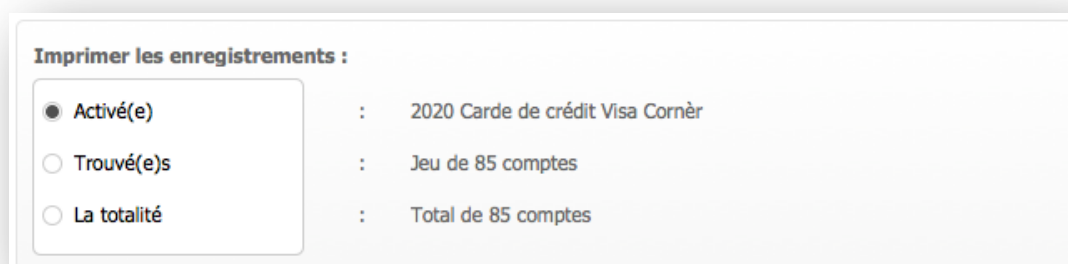 Imprimer les enregistrements :
Activé(e) : 2020 Carde de crédit Visa Cornèr
Trouvé(e)s : Jeu de 85 comptes
La totalité : Total de 85 comptes